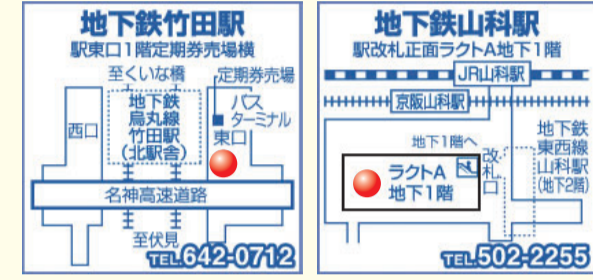 地下鉄竹田駅
駅東口1階定期券売場横
至くいな橋
定期券売場
地下鉄
烏丸線
竹田駅
(北駅舎)
バス
ターミナル
西口
東口
名神高速道路
至伏見
TEL.642-0712
地下鉄山科駅
駅改札正面ラクトA地下1階
JR山科駅
京阪山科駅
地下1階へ
改札口
地下鉄
東西線
山科駅
(地下2階)
ラクトA
地下1階
TEL.502-2255